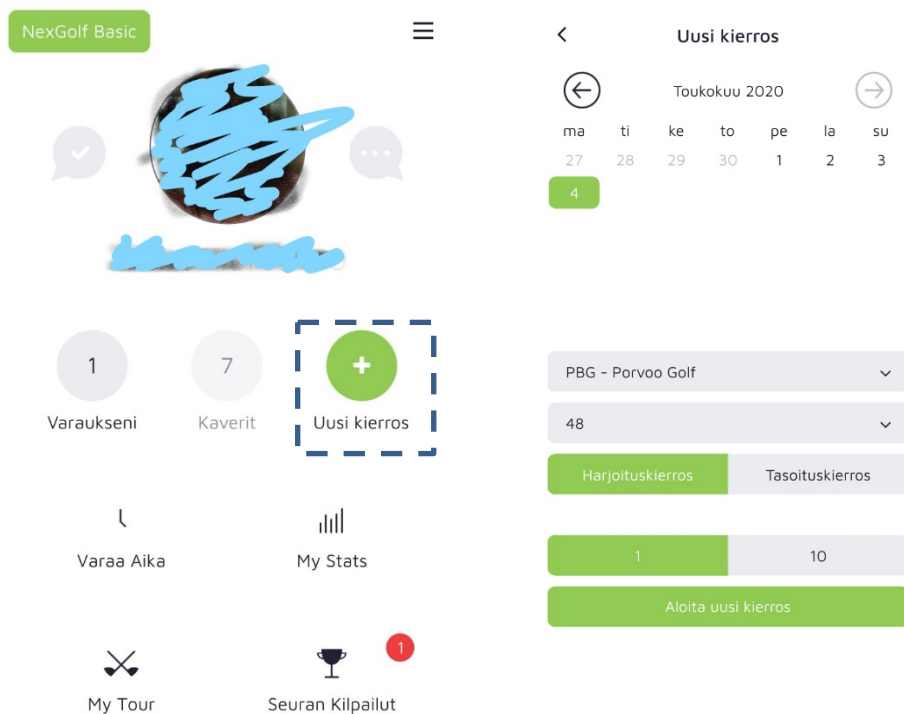 NexGolf Basic
1
7
Varaukseni
Kaverit
Uusi kierros
Varaa Aika
My Stats
1
My Tour
Seuran Kilpailut
Uusi kierros
Toukokuu 2020
ma ti ke to pe la su
27 28 29 30 1 2 3
4
PBG - Porvoo Golf
48
Harjoituskierros Tasoituskierros
1 10
Aloita uusi kierros